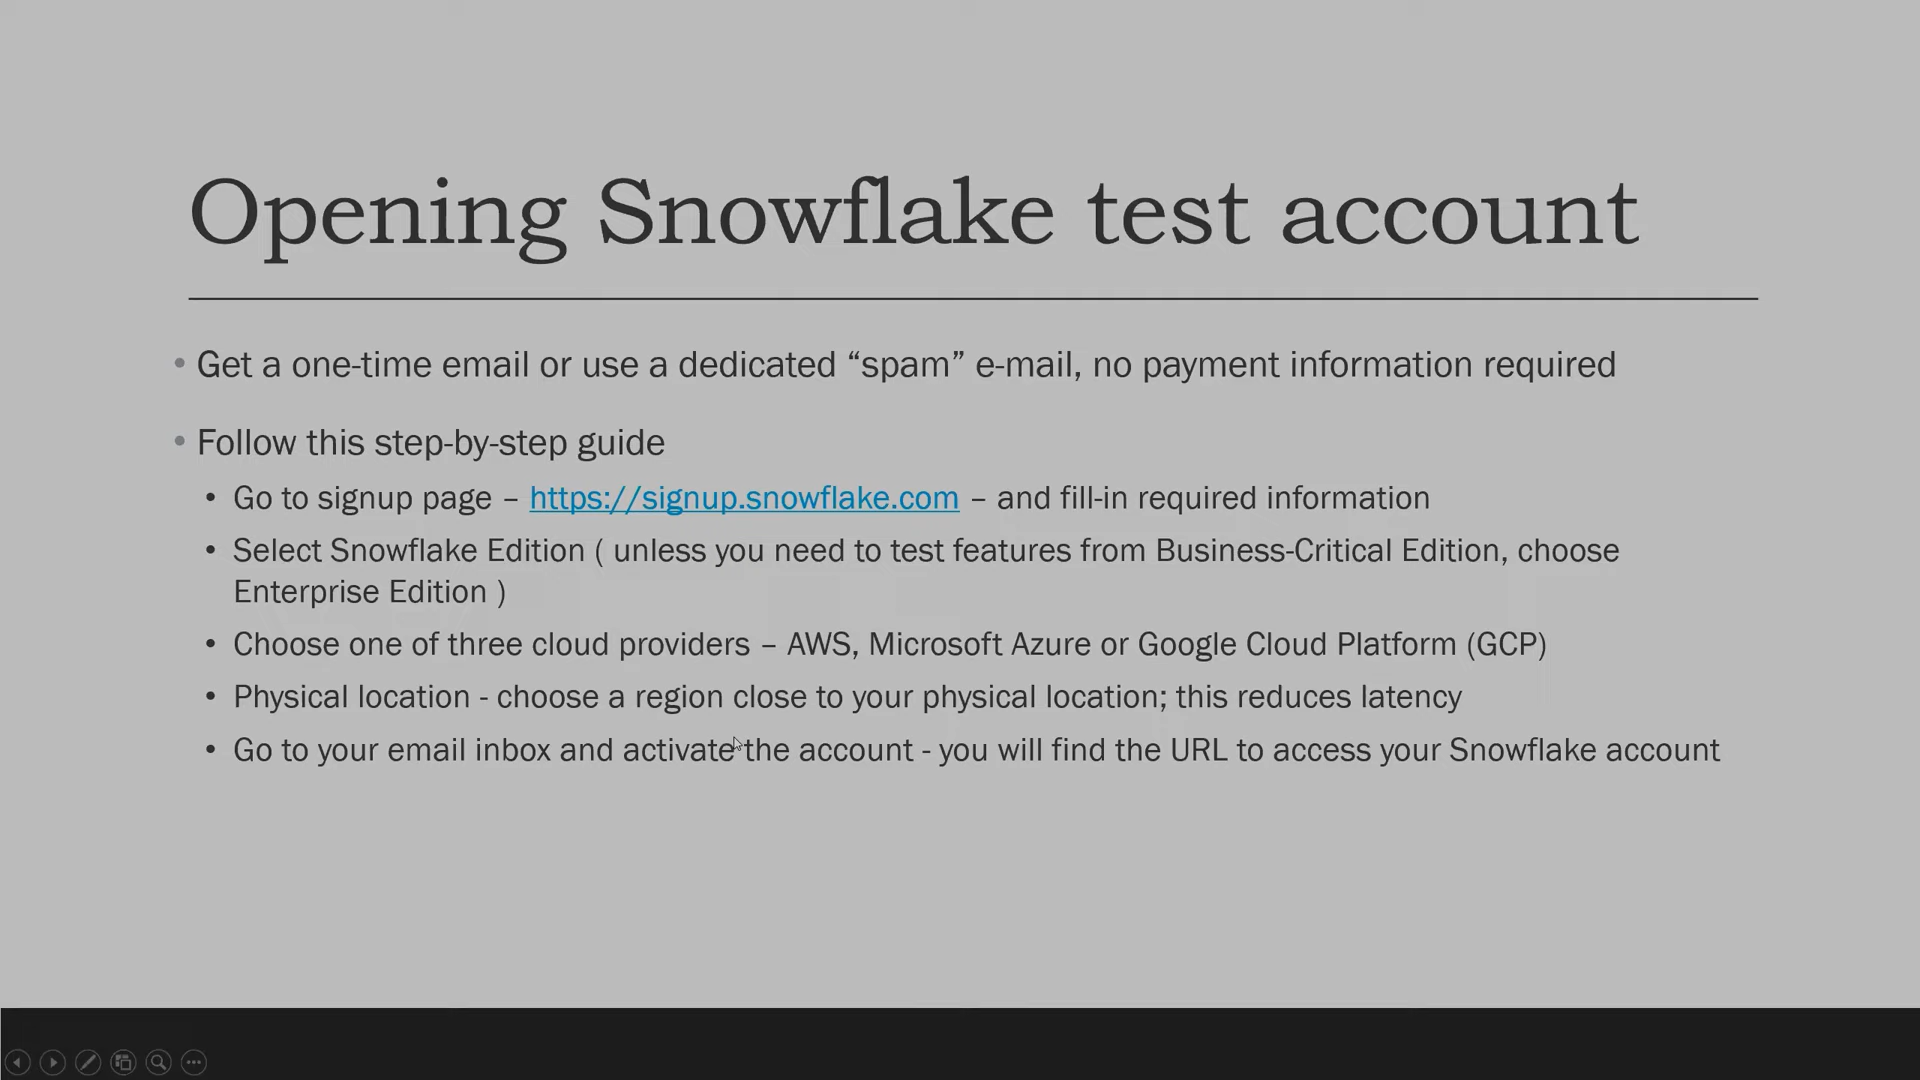 Opening Snowflake test account
• Get a one-time email or use a dedicated “spam” e-mail, no payment information required
• Follow this step-by-step guide
• Go to signup page – https://signup.snowflake.com – and fill-in required information
• Select Snowflake Edition ( unless you need to test features from Business-Critical Edition, choose
Enterprise Edition )
• Choose one of three cloud providers – AWS, Microsoft Azure or Google Cloud Platform (GCP)
• Physical location - choose a region close to your physical location; this reduces latency
• Go to your email inbox and activate the account - you will find the URL to access your Snowflake account